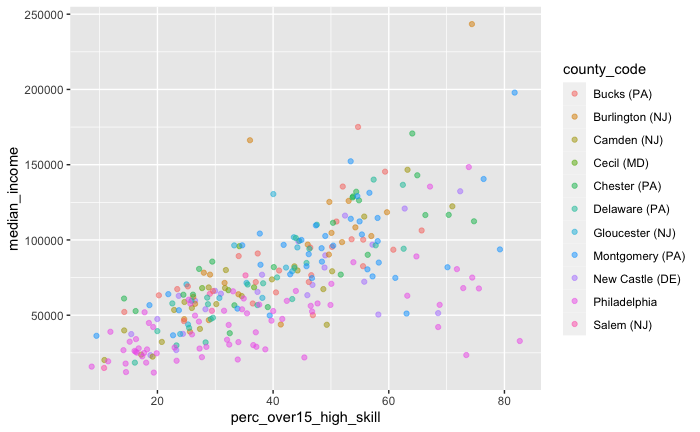 250000
200000
150000
100000
50000
median_income
20
40
60
80
perc_over15_high_skill
county_code
Bucks (PA)
Burlington (NJ)
Camden (NJ)
Cecil (MD)
Chester (PA)
Delaware (PA)
Gloucester (NJ)
Montgomery (PA)
New Castle (DE)
Philadelphia
Salem (NJ)